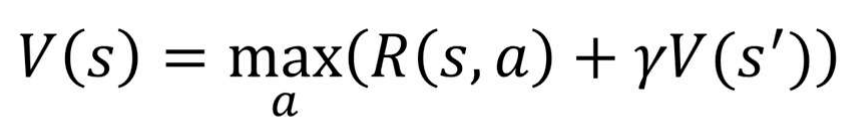 V(s) = max(R(s, a) + γV(s′))
a